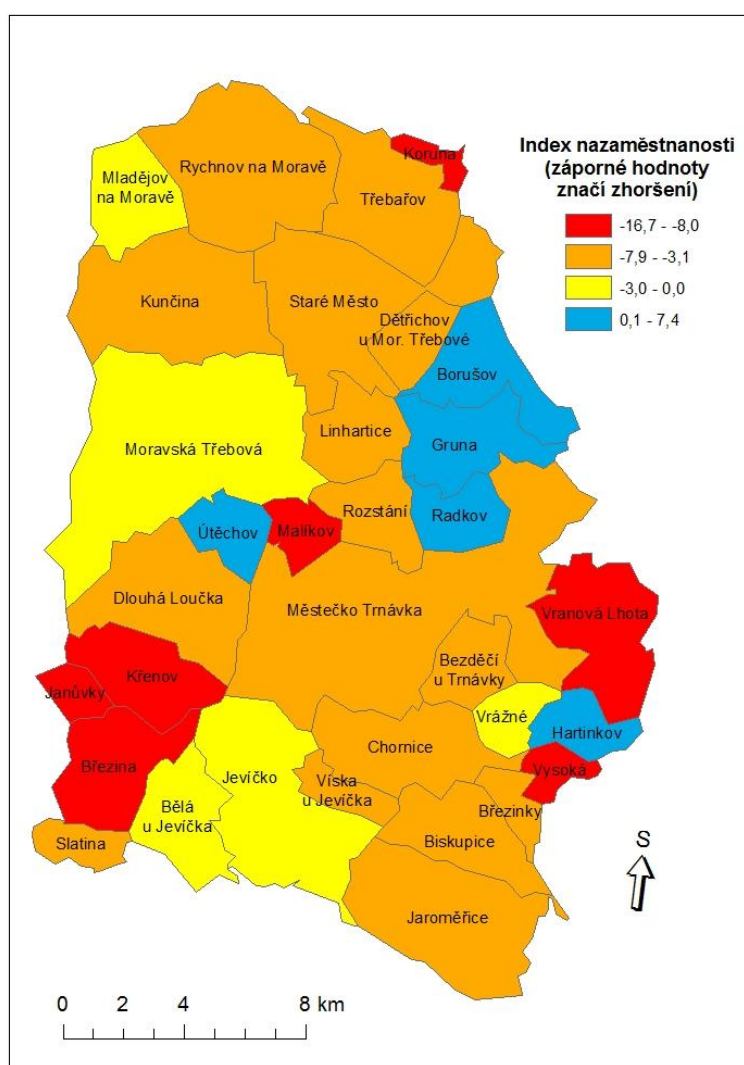 Index nazaměstnanosti
(záporné hodnoty
značí zhoršení)
-16,7 - -8,0
-7,9 - -3,1
-3,0 - 0,0
0,1 - 7,4
Koruna
Rychnov na Moravě
Mladějov
na Moravě
Třebařov
Kunčina
Staré Město
Dětřichov
u Mor. Třebové
Borušov
Linhartice
Gruna
Moravská Třebová
Rozstání
Radkov
Útěchov
Malíkov
Dlouhá Loučka
Městečko Trnávka
Vranová Lhota
Bezděčí
u Trnávky
Křenov
Janůvky
Vrážné
Hartinkov
Chornice
Březina
Jevíčko
Víska
u Jevíčka
Vysoká
Bělá
u Jevíčka
Březinky
Slatina
Biskupice
S
Jaroměřice
0 2 4 8 km